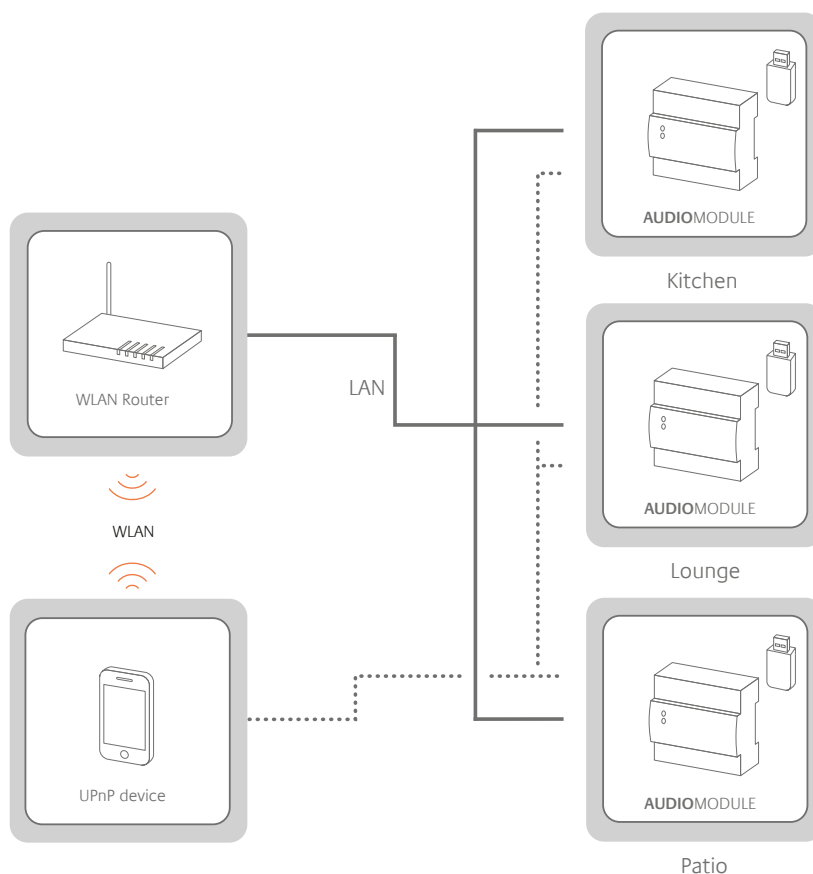 AUDIOMODULE
Kitchen
WLAN Router
LAN
AUDIOMODULE
WLAN
Lounge
UPnP device
AUDIOMODULE
Patio